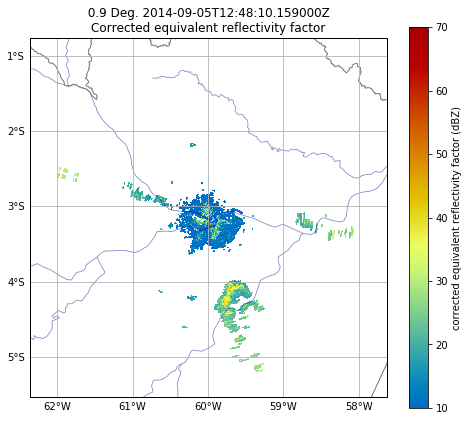 0.9 Deg. 2014-09-05T12:48:10.159000Z
Corrected equivalent reflectivity factor
1°S
2°S
3°S
4°S
5°S
62°W
61°W
60°W
59°W
58°W
70
60
50
40
30
20
10
corrected equivalent reflectivity factor (dBZ)